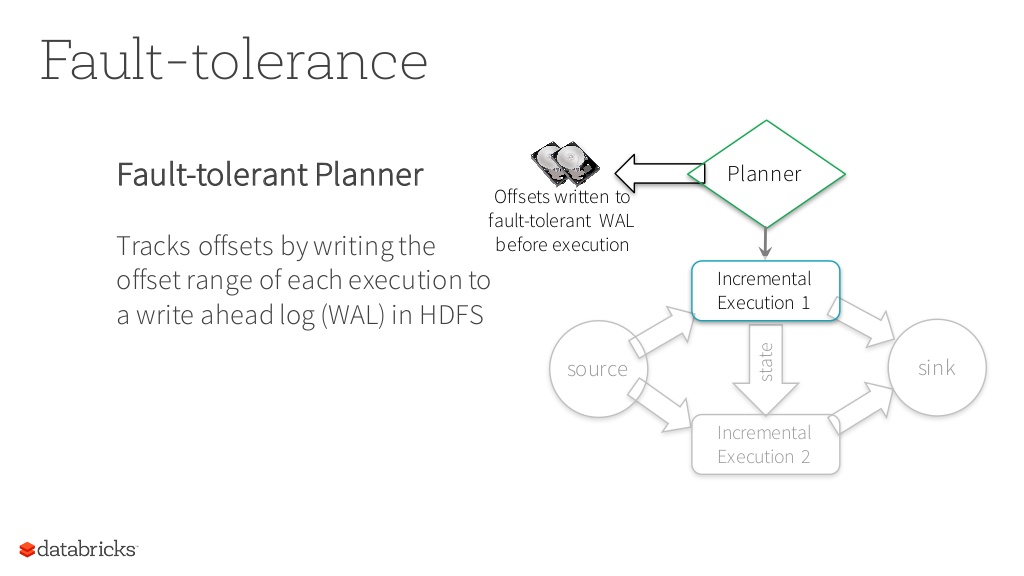 Fault-tolerance
Fault-tolerant Planner
Tracks offsets by writing the
offset range of each execution to
a write ahead log (WAL) in HDFS
Offsets written to
fault-tolerant WAL
before execution
Planner
Incremental
Execution 1
source
state
sink
Incremental
Execution 2
databricks